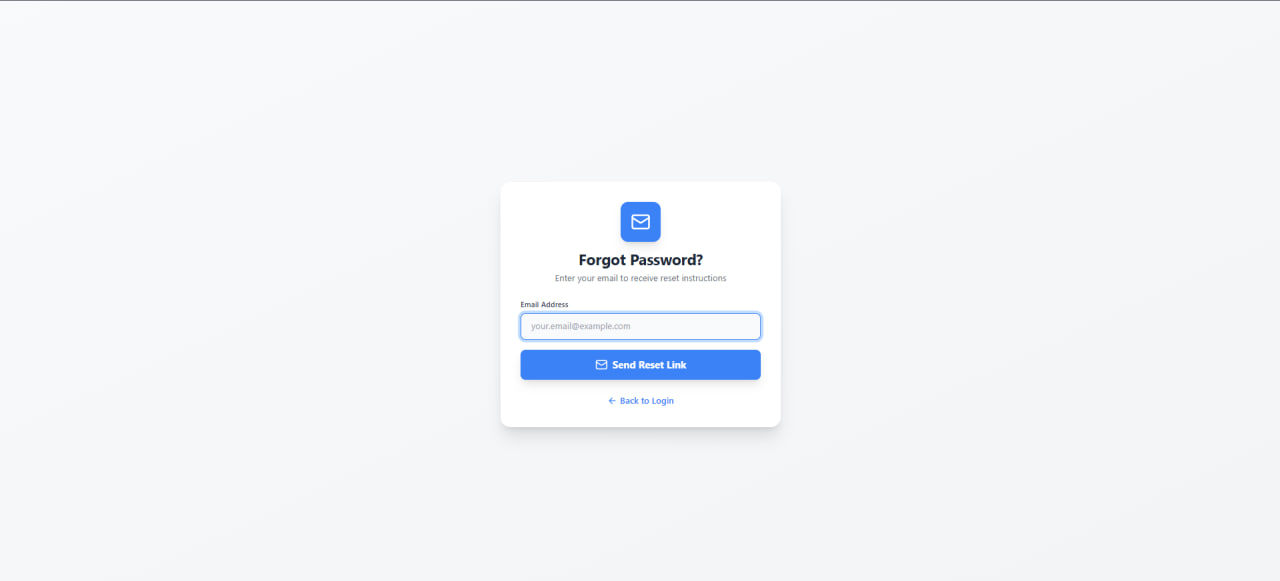 Forgot Password?
Enter your email to receive reset instructions
Email Address
your.email@example.com
Send Reset Link
← Back to Login